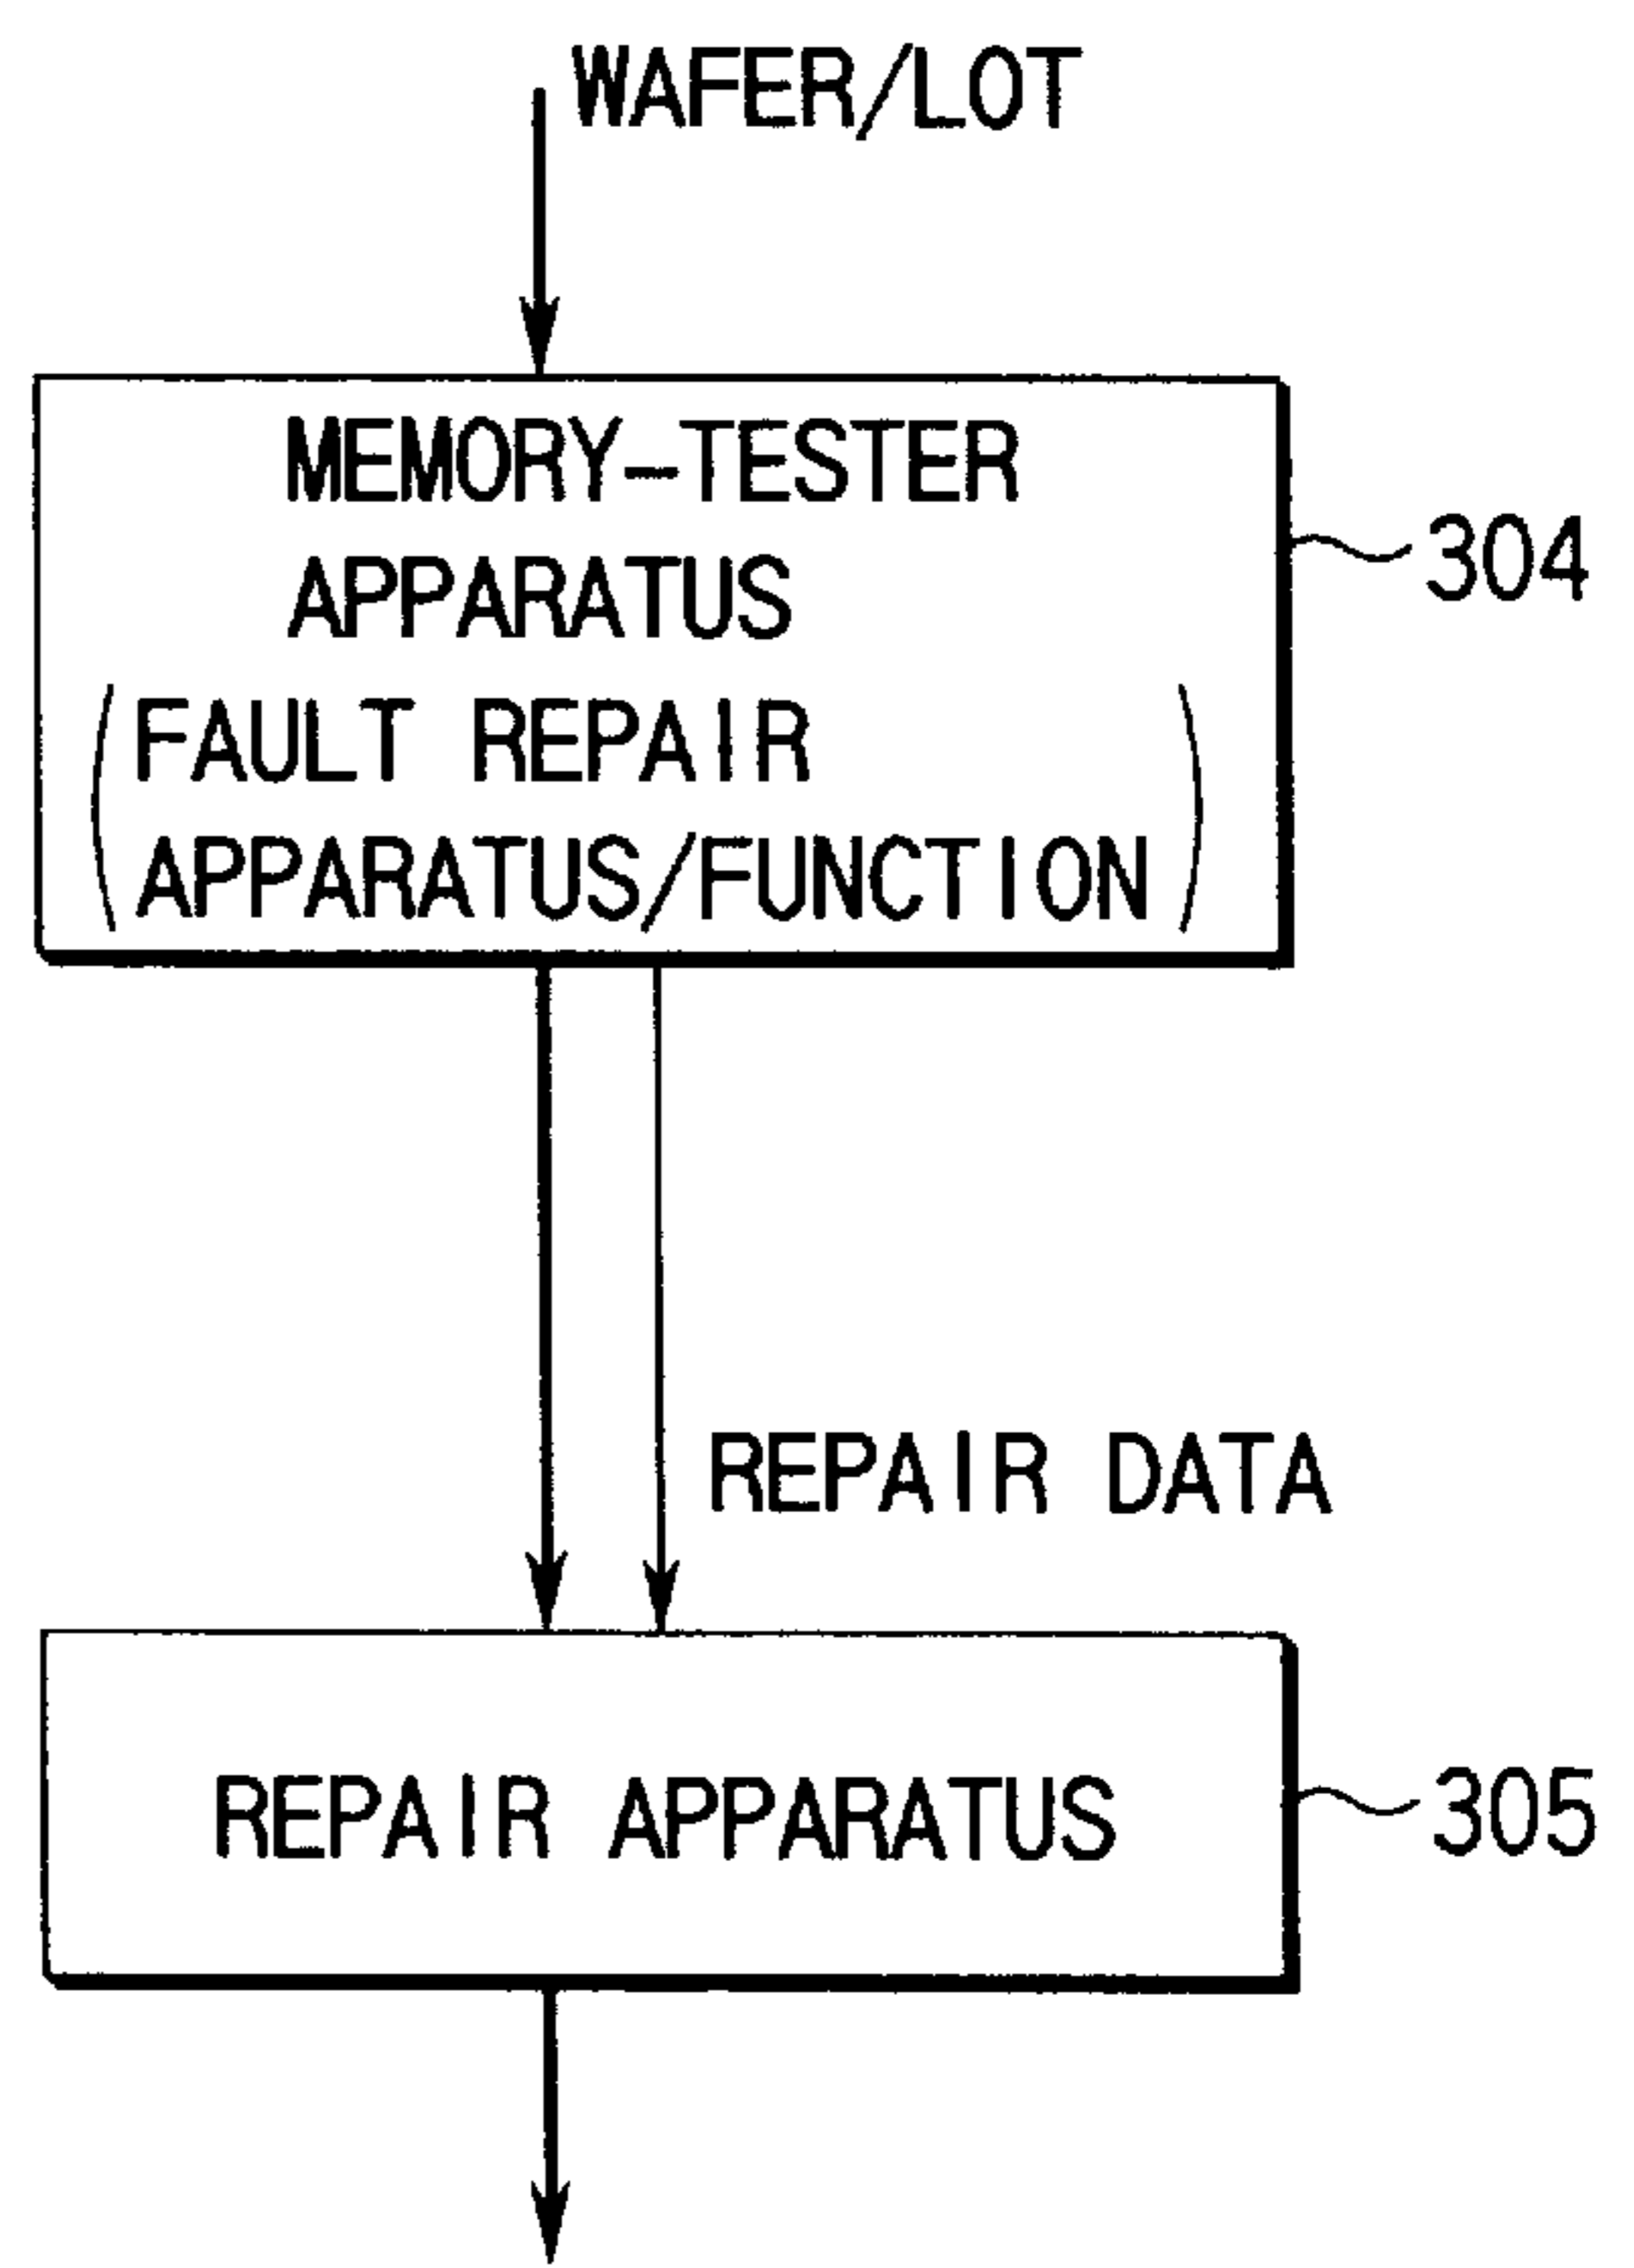 WAFER/LOT
MEMORY-TESTER
APPARATUS
304
(FAULT REPAIR
APPARATUS/FUNCTION)
REPAIR DATA
REPAIR APPARATUS
305